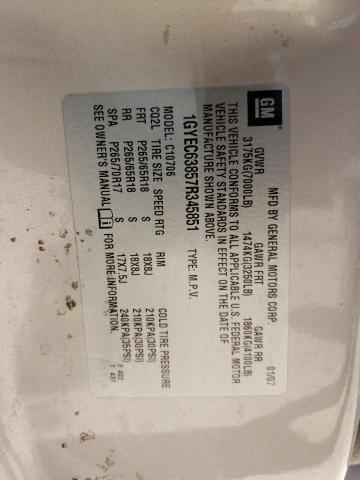 GM
MFD BY GENERAL MOTORS CORP. 01/07
GVWR GAWR FRT GAWR RR
3175KG(7000LB) 1474KG(3250LB) 1860KG(4100LB)
THIS VEHICLE CONFORMS TO ALL APPLICABLE U.S. FEDERAL MOTOR
VEHICLE SAFETY STANDARDS IN EFFECT ON THE DATE OF
MANUFACTURE SHOWN ABOVE.
1GYEC63857R345851 TYPE: M.P.V.
MODEL: C10706
CO2L TIRE SIZE SPEED RTG RIM COLD TIRE PRESSURE
FRT P265/65R18 S 18X8J 210KPA(30PSI)
RR P265/65R18 S 18X8J 210KPA(30PSI)
SPA P265/70R17 S 17X7.5J 240KPA(35PSI)
SEE OWNER'S MANUAL FOR MORE INFORMATION.